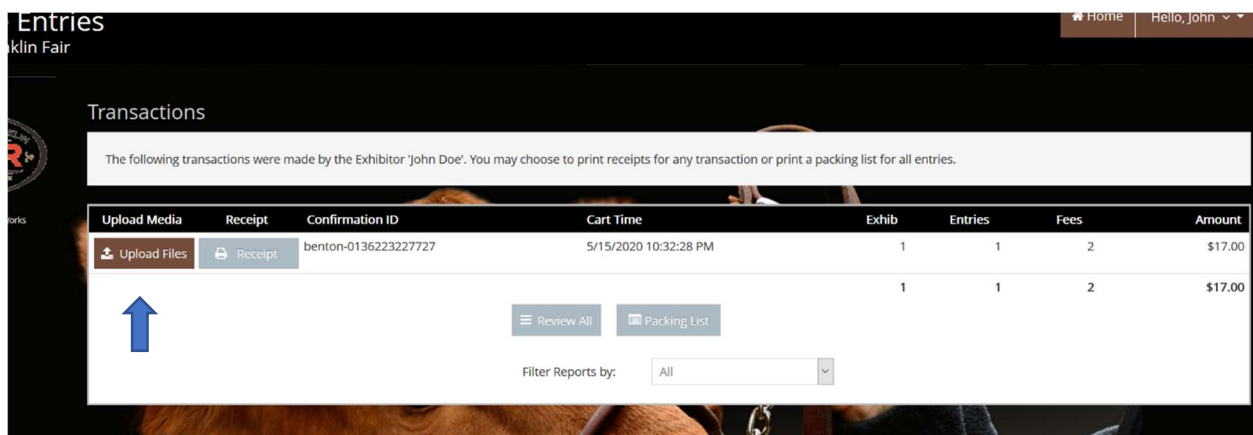 Entries
Home
Hello, John
klin Fair
Transactions
The following transactions were made by the Exhibitor 'John Doe'. You may choose to print receipts for any transaction or print a packing list for all entries.
Upload Media Receipt Confirmation ID Cart Time Exhib Entries Fees Amount
Upload Files Receipt benton-0136223227727 5/15/2020 10:32:28 PM 1 1 2 $17.00
1 1 2 $17.00
Review All Packing List
Filter Reports by: All